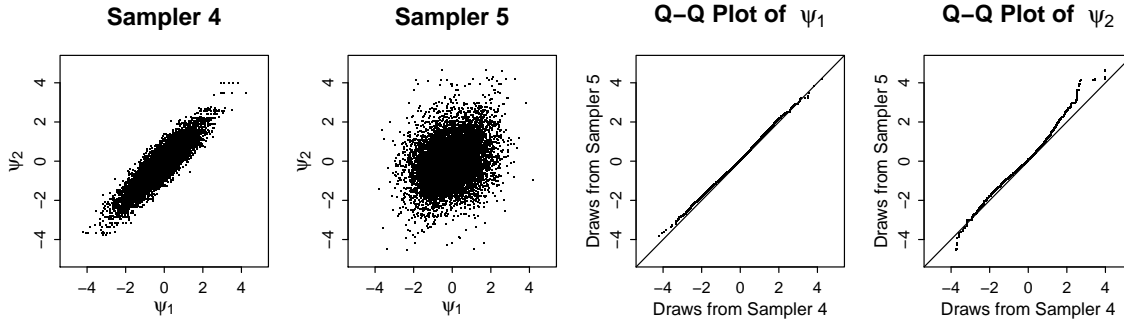 Sampler 4
ψ2
4
2
0
−2
−4
−4 −2 0 2 4
ψ1
Sampler 5
ψ2
4
2
0
−2
−4
−4 −2 0 2 4
ψ1
Q−Q Plot of ψ1
Draws from Sampler 5
4
2
0
−2
−4
−4 −2 0 2 4
Draws from Sampler 4
Q−Q Plot of ψ2
Draws from Sampler 5
4
2
0
−2
−4
−4 −2 0 2 4
Draws from Sampler 4